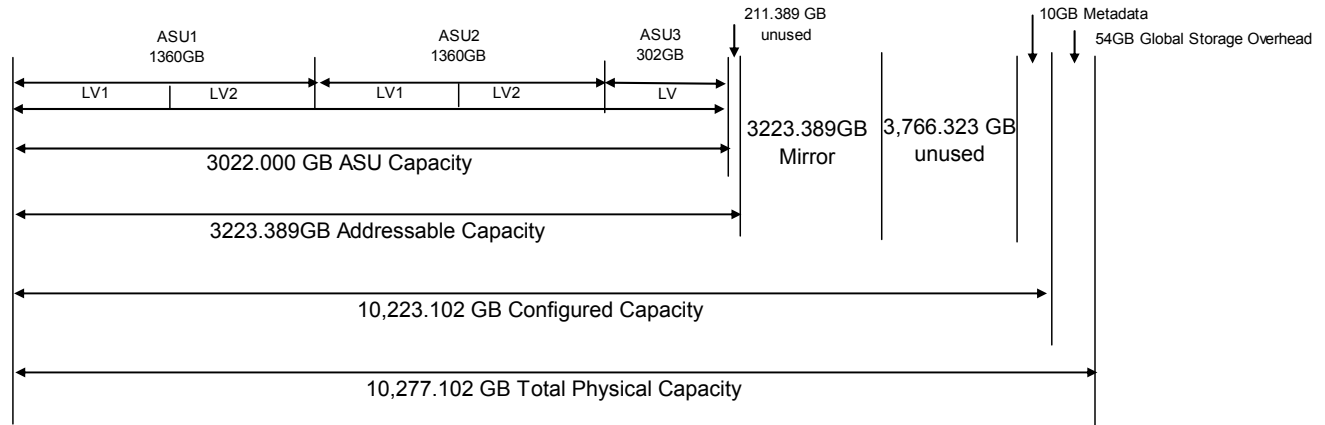 211.389 GB
unused
10GB Metadata
54GB Global Storage Overhead
ASU1
1360GB
ASU2
1360GB
ASU3
302GB
LV1
LV2
LV1
LV2
LV
3223.389GB
Mirror
3,766.323 GB
unused
3022.000 GB ASU Capacity
3223.389GB Addressable Capacity
10,223.102 GB Configured Capacity
10,277.102 GB Total Physical Capacity